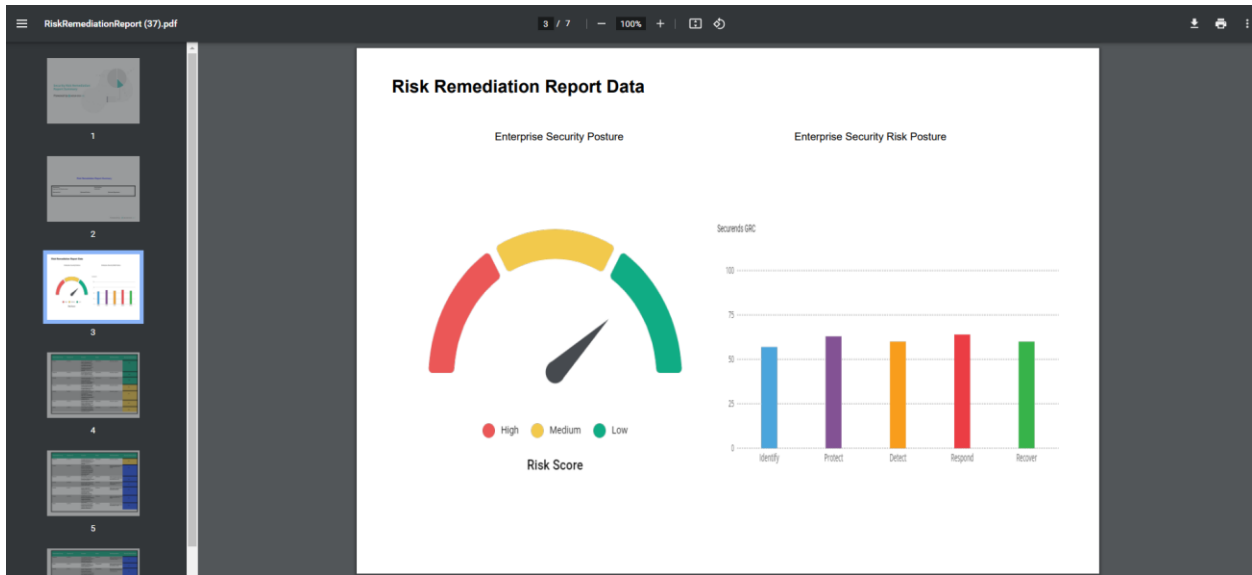 RiskRemediationReport (37).pdf
3 / 7
100%
1
2
3
4
5
Risk Remediation Report Data
Enterprise Security Posture
Enterprise Security Risk Posture
High
Medium
Low
Risk Score
Securends GRC
100
75
50
25
0
Identify
Protect
Detect
Respond
Recover